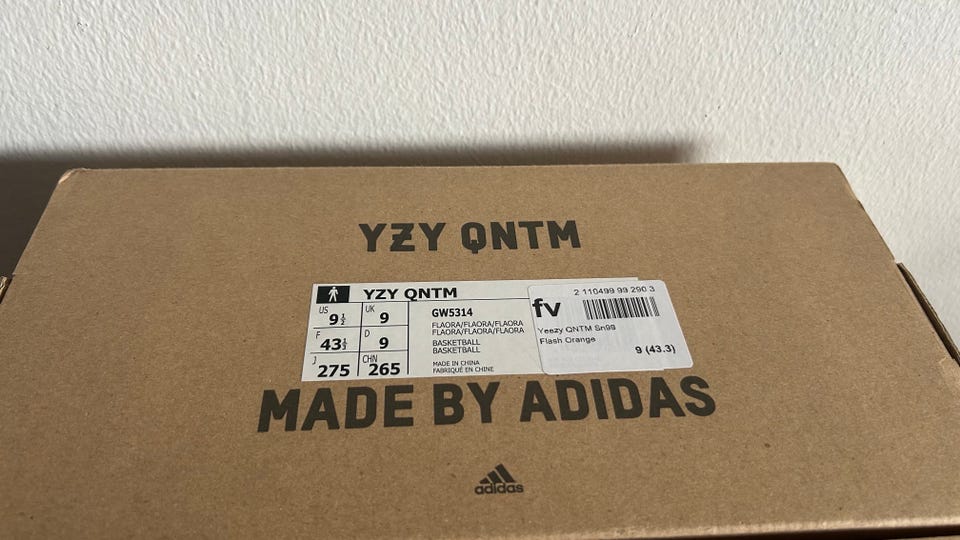 YZY QNTM
YZY QNTM
US 9½ UK 9
F 43⅓ D 9
J 275 CHN 265
GW5314
FLAORA/FLAORA/FLAORA
FLAORA/FLAORA/FLAORA
BASKETBALL
BASKETBALL
MADE IN CHINA
FABRIQUÉ EN CHINE
2 110499 99 290 3
fv
Yeezy QNTM Sn99
Flash Orange
9 (43.3)
MADE BY ADIDAS
adidas